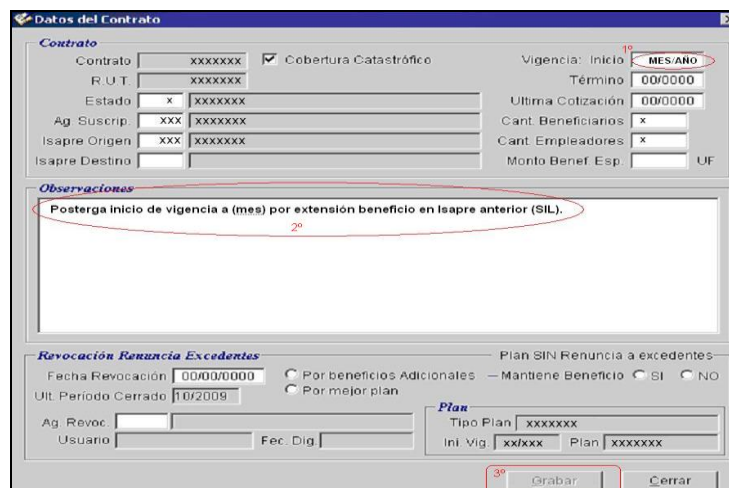 Datos del Contrato
Contrato
Contrato xxxxxxx Cobertura Catastrófico
R.U.T. xxxxxxx
Estado x xxxxxxx
Ag. Suscrip. xxx xxxxxxx
Isapre Origen xxx xxxxxxx
Isapre Destino
1º
Vigencia: Inicio MES/AÑO
Término 00/0000
Ultima Cotización 00/0000
Cant. Beneficiarios x
Cant. Empleadores x
Monto Benef. Esp. UF
Observaciones
Posterga inicio de vigencia a (mes) por extensión beneficio en Isapre anterior (SIL).
2º
Revocación Renuncia Excedentes
Fecha Revocación 00/00/0000 Por beneficios Adicionales
Ult. Período Cerrado 10/2009 Por mejor plan
Ag. Revoc.
Usuario Fec. Dig.
Plan SIN Renuncia a excedentes
Mantiene Beneficio SI NO
Plan
Tipo Plan xxxxxxx
Ini. Vig. xx/xxx Plan xxxxxxx
3º Grabar Cerrar